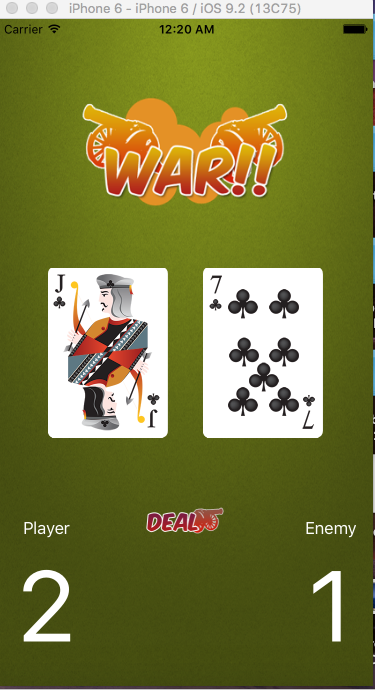 iPhone 6 - iPhone 6 / iOS 9.2 (13C75)
Carrier 12:20 AM
WAR!!
J 7
J 7
DEAL
Player Enemy
2 1